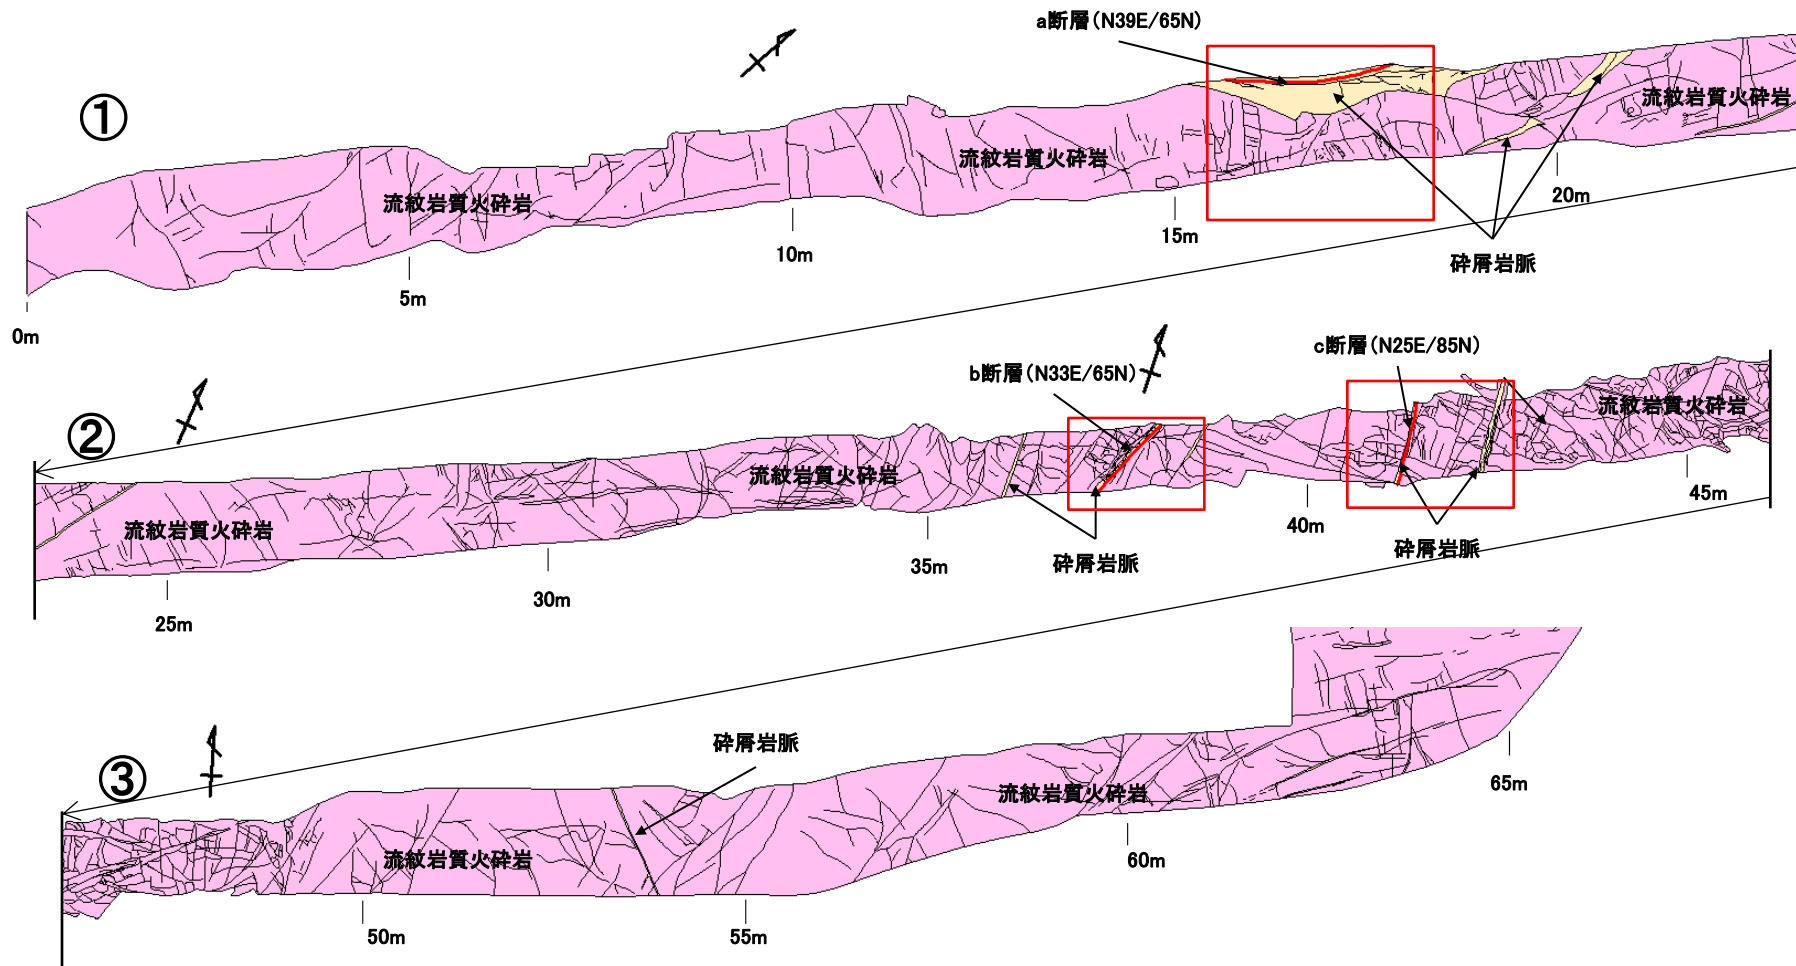 a断層(N39E/65N)
①
流紋岩質火砕岩
流紋岩質火砕岩
流紋岩質火砕岩
20m
15m
10m
砕屑岩脈
5m
0m
c断層(N25E/85N)
b断層(N33E/65N)
②
流紋岩質火砕岩
流紋岩質火砕岩
流紋岩質火砕岩
45m
40m
35m
砕屑岩脈
砕屑岩脈
30m
25m
砕屑岩脈
③
流紋岩質火砕岩
65m
流紋岩質火砕岩
60m
50m
55m